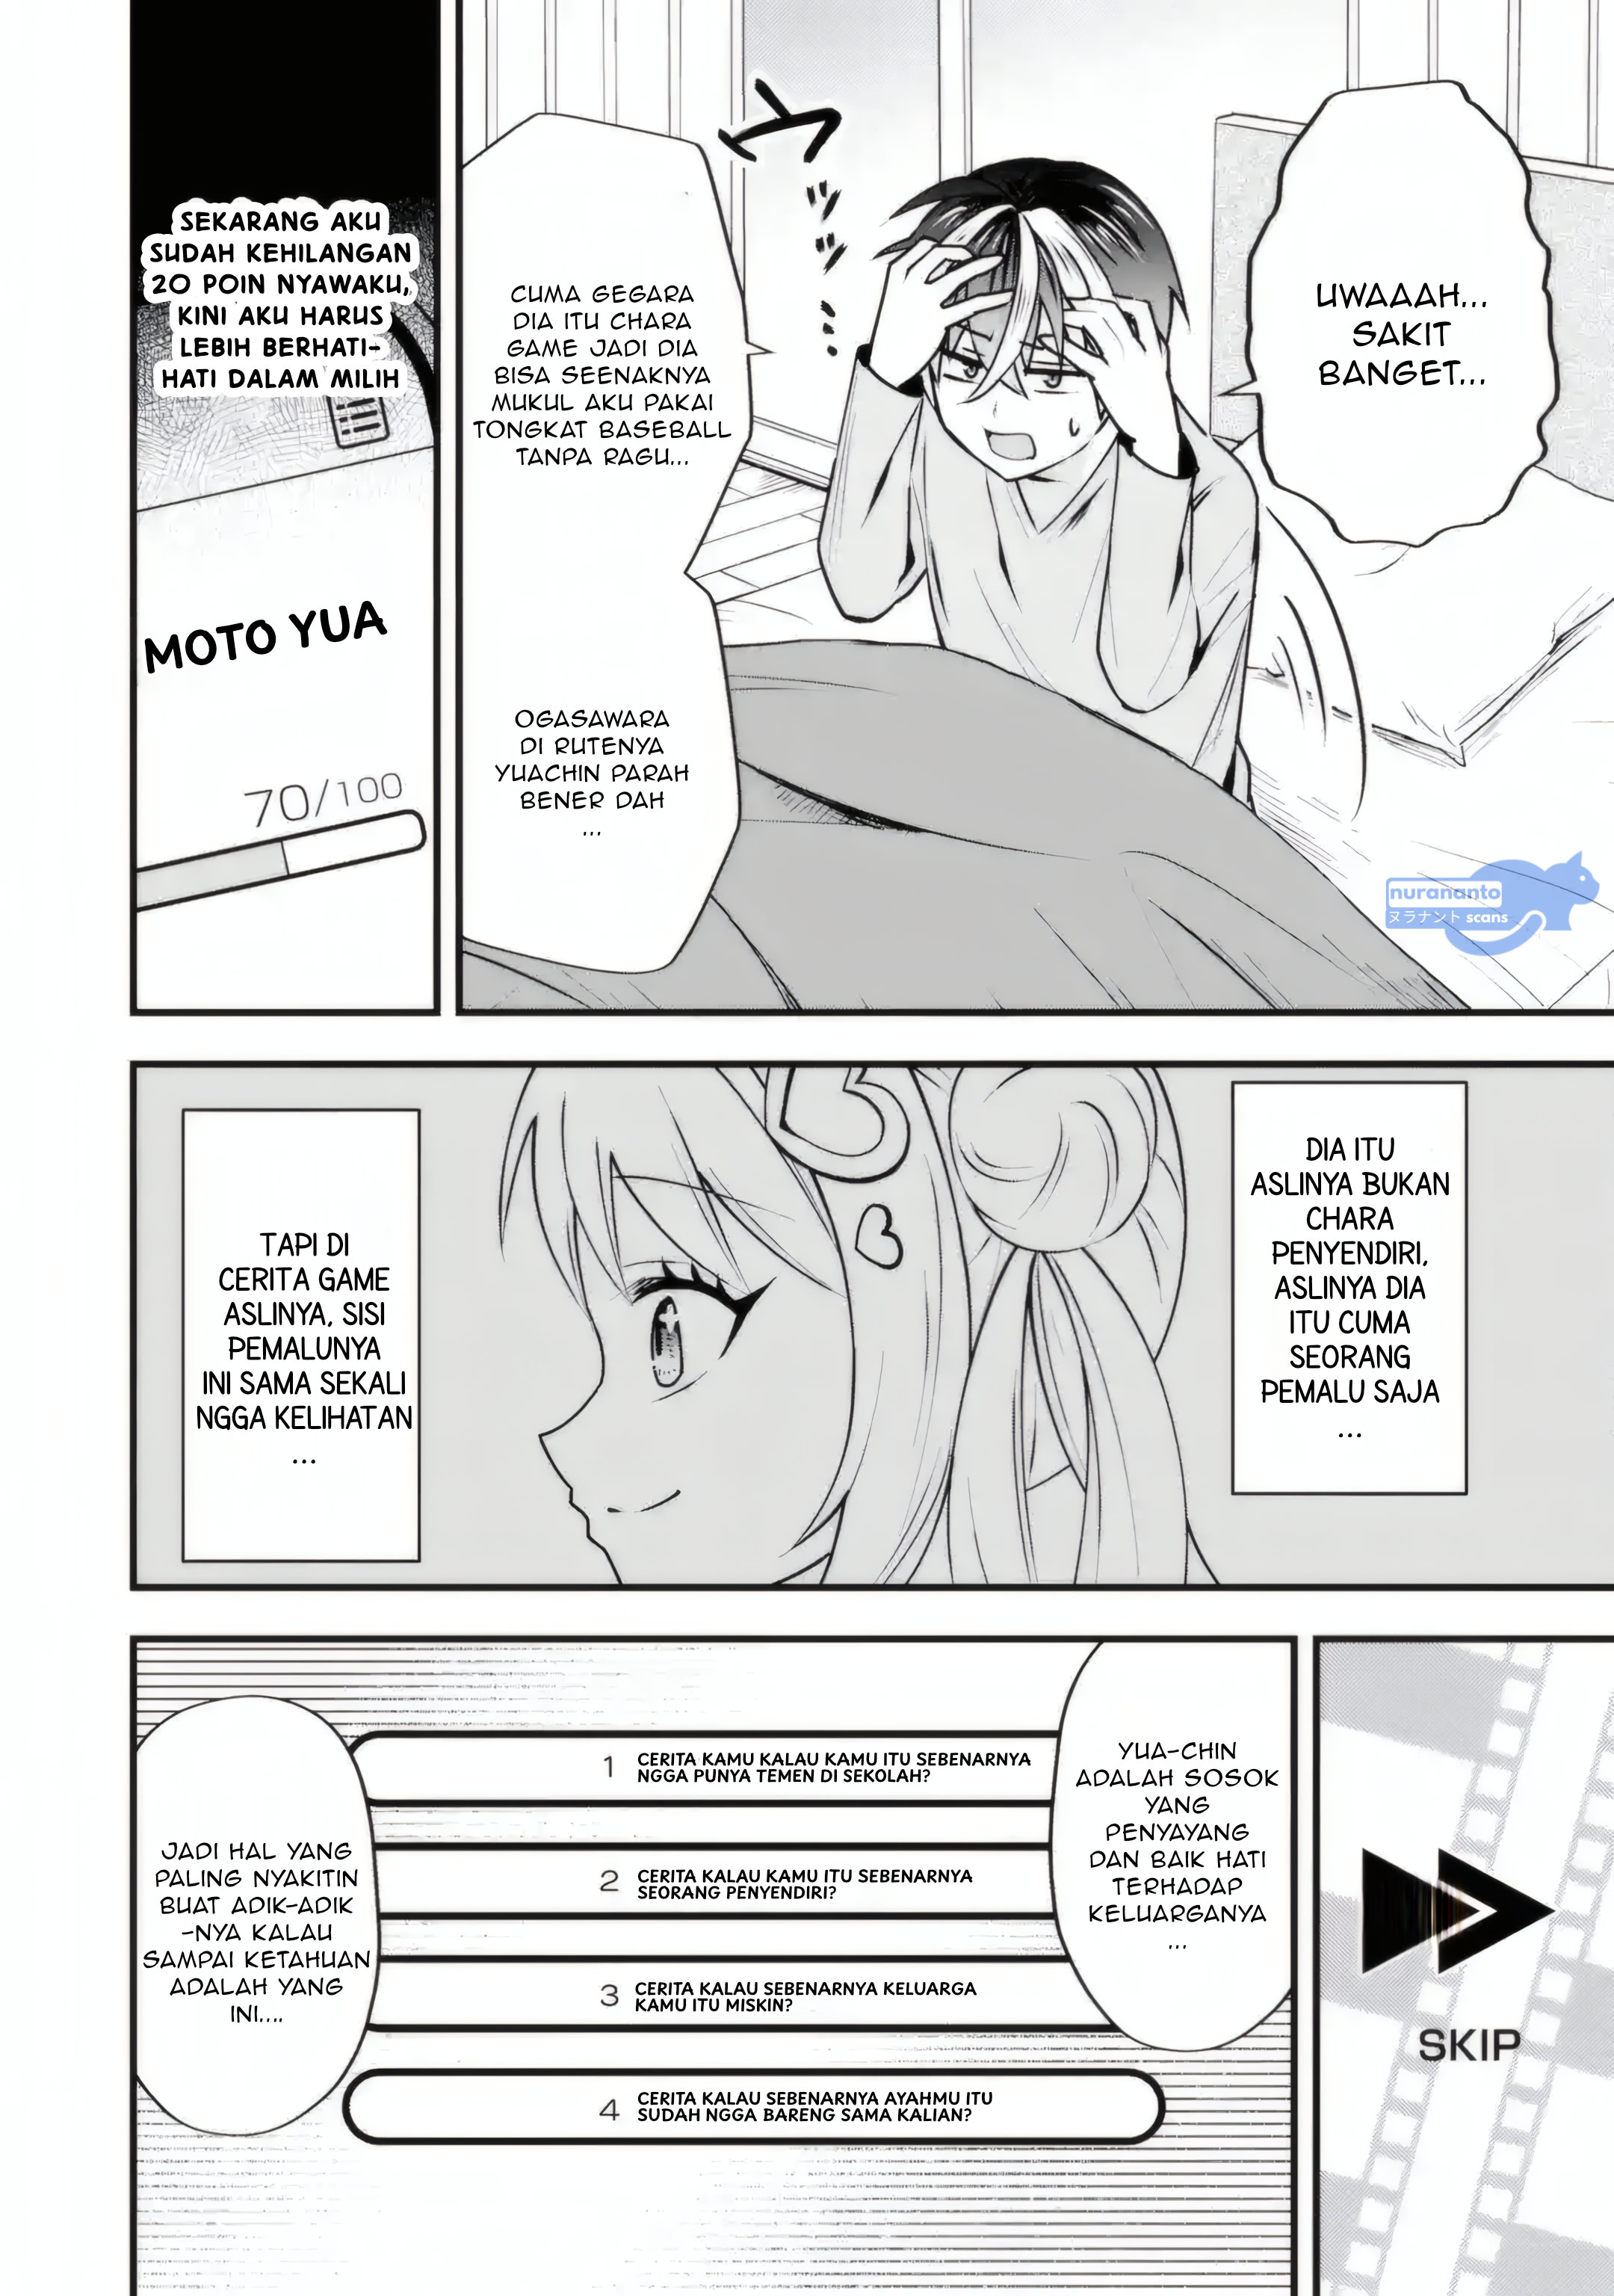 UWAAAH...
SAKIT
BANGET...
ウ
CUMA GEGARA
DIA ITU CHARA
GAME JADI DIA
BISA SEENAKNYA
MUKUL AKU PAKAI
TONGKAT BASEBALL
TANPA RAGU...
OGASAWARA
DI RUTENYA
YUACHIN PARAH
BENER DAH
...
nurananto
ヌラナント scans
SEKARANG AKU
SUDAH KEHILANGAN
20 POIN NYAWAKU,
KINI AKU HARUS
LEBIH BERHATI-
HATI DALAM MILIH
MOTO YUA
70/100
DIA ITU
ASLINYA BUKAN
CHARA
PENYENDIRI,
ASLINYA DIA
ITU CUMA
SEORANG
PEMALU SAJA
...
TAPI DI
CERITA GAME
ASLINYA, SISI
PEMALUNYA
INI SAMA SEKALI
NGGA KELIHATAN
...
SKIP
YUA-CHIN
ADALAH SOSOK
YANG
PENYAYANG
DAN BAIK HATI
TERHADAP
KELUARGANYA
...
1 CERITA KAMU KALAU KAMU ITU SEBENARNYA
NGGA PUNYA TEMEN DI SEKOLAH?
2 CERITA KALAU KAMU ITU SEBENARNYA
SEORANG PENYENDIRI?
3 CERITA KALAU SEBENARNYA KELUARGA
KAMU ITU MISKIN?
4 CERITA KALAU SEBENARNYA AYAHMU ITU
SUDAH NGGA BARENG SAMA KALIAN?
JADI HAL YANG
PALING NYAKITIN
BUAT ADIK-ADIK
-NYA KALAU
SAMPAI KETAHUAN
ADALAH YANG
INI....